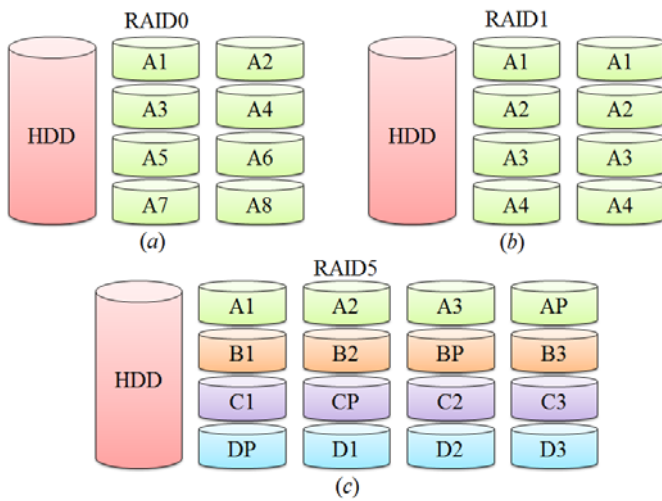 RAID0
A1 A2
A3 A4
HDD
A5 A6
A7 A8
(a)
RAID1
A1 A1
A2 A2
HDD
A3 A3
A4 A4
(b)
RAID5
A1 A2 A3 AP
B1 B2 BP B3
HDD
C1 CP C2 C3
DP D1 D2 D3
(c)